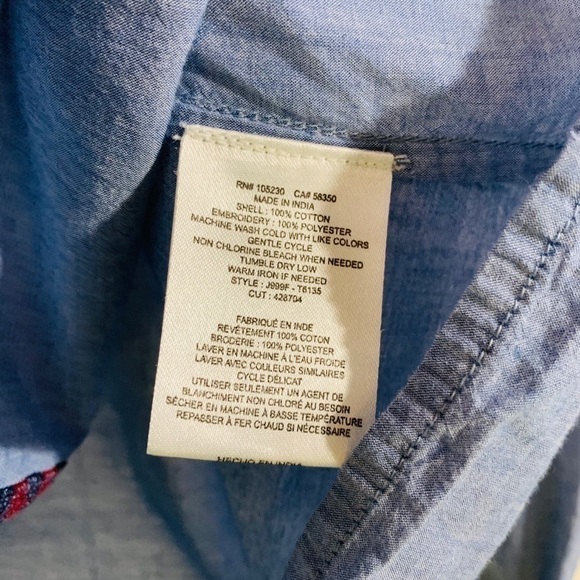 RN# 105230 CA# 58350
MADE IN INDIA
SHELL : 100% COTTON
EMBROIDERY : 100% POLYESTER
MACHINE WASH COLD WITH LIKE COLORS
GENTLE CYCLE
NON CHLORINE BLEACH WHEN NEEDED
TUMBLE DRY LOW
WARM IRON IF NEEDED
STYLE : J999F - T6135
CUT : 428704
FABRIQUÉ EN INDE
REVÊTEMENT 100% COTON
BRODERIE : 100% POLYESTER
LAVER EN MACHINE À L'EAU FROIDE
LAVER AVEC COULEURS SIMILAIRES
CYCLE DÉLICAT
UTILISER SEULEMENT UN AGENT DE
BLANCHIMENT NON CHLORÉ AU BESOIN
SÉCHER EN MACHINE À BASSE TEMPÉRATURE
REPASSER À FER CHAUD SI NÉCESSAIRE
HECHO EN INDIA